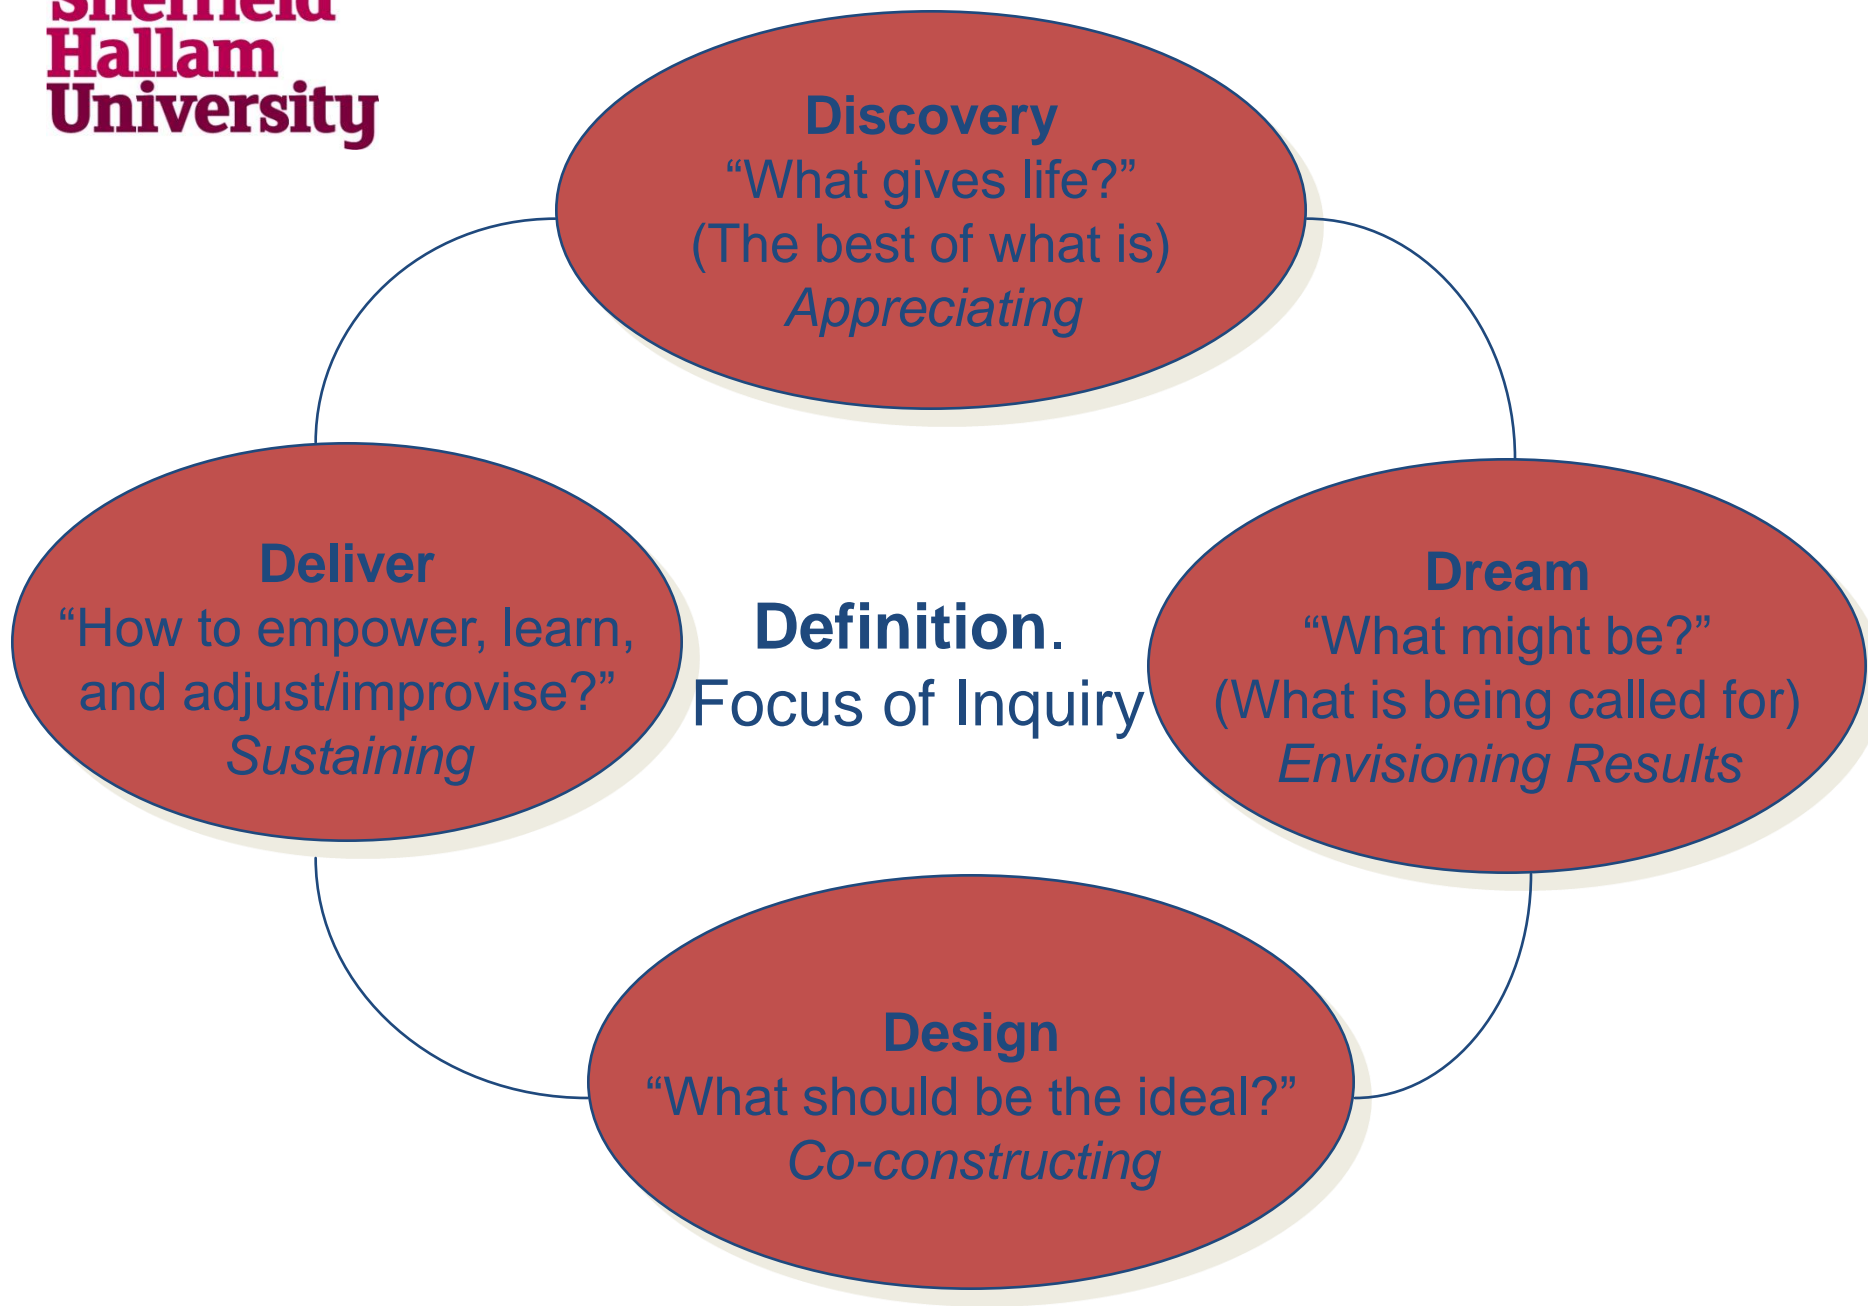 Sheffield
Hallam
University
Discovery
“What gives life?”
(The best of what is)
Appreciating
Deliver
“How to empower, learn,
and adjust/improvise?”
Sustaining
Definition.
Focus of Inquiry
Dream
“What might be?”
(What is being called for)
Envisioning Results
Design
“What should be the ideal?”
Co-constructing